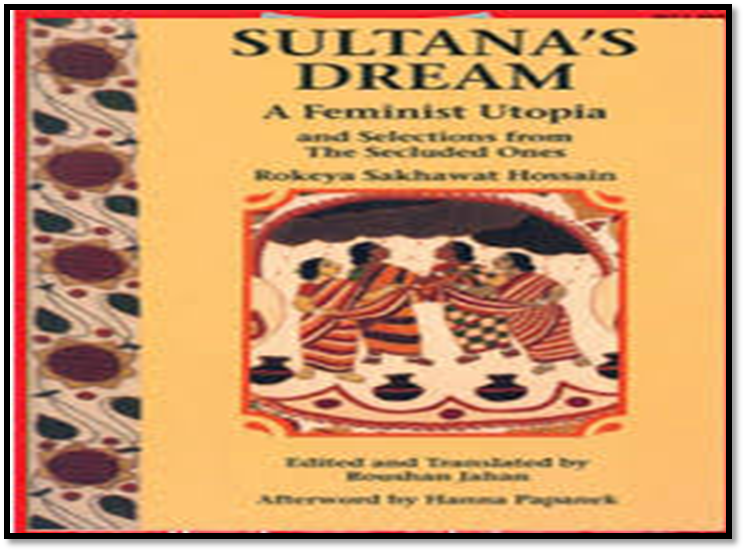 SULTANA'S
DREAM
A Feminist Utopia
and Selections from
The Secluded Ones
Rokeya Sakhawat Hossain
Edited and Translated by
Roushan Jahan
Afterword by Hanna Papanek